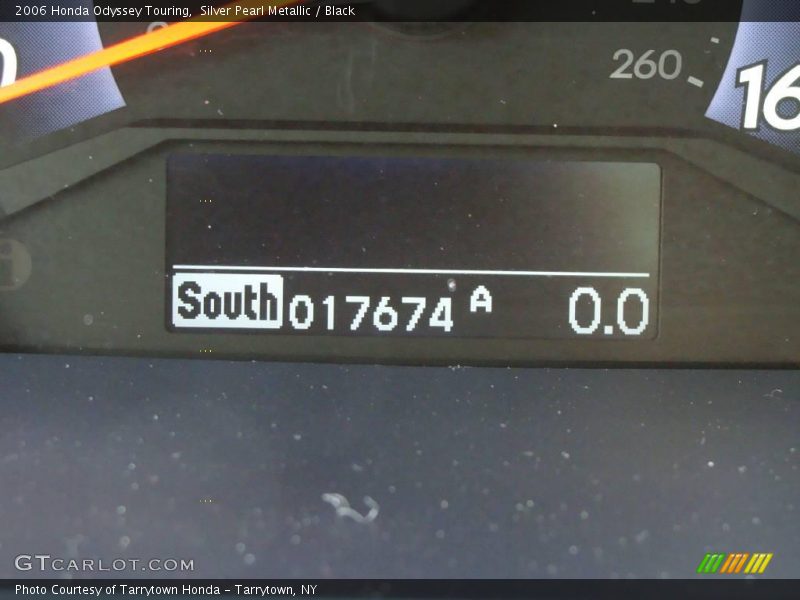 2006 Honda Odyssey Touring, Silver Pearl Metallic / Black
260
16
South 017674 A 0.0
GTCARLOT.COM
Photo Courtesy of Tarrytown Honda - Tarrytown, NY